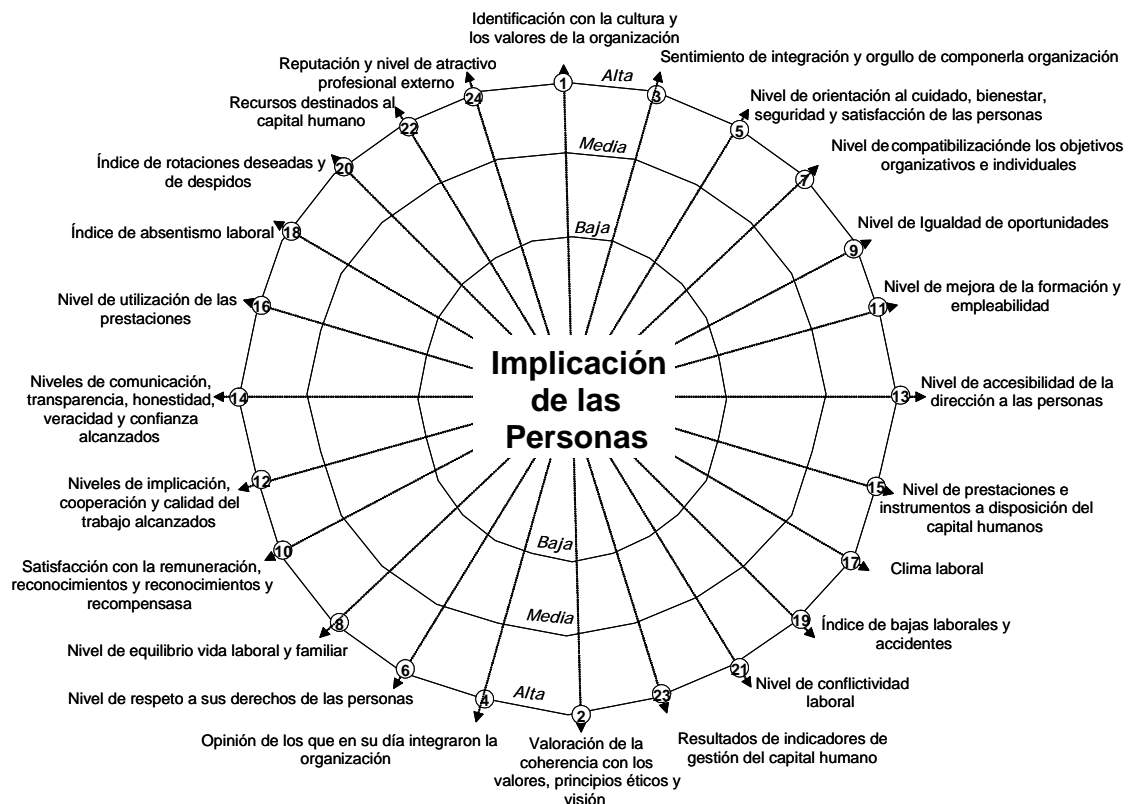 Identificación con la cultura y
los valores de la organización
1
Alta
3
Sentimiento de integración y orgullo de componerla organización
Reputación y nivel de atractivo
profesional externo
24
5
Nivel de orientación al cuidado, bienestar,
seguridad y satisfacción de las personas
Recursos destinados al
capital humano
22
Media
7
Nivel de compatibilizaciónde los objetivos
organizativos e individuales
Índice de rotaciones deseadas y
de despidos
20
Baja
9
Nivel de Igualdad de oportunidades
Índice de absentismo laboral
18
11
Nivel de mejora de la formación y
empleabilidad
Nivel de utilización de las
prestaciones
16
Implicación
de las
Personas
13
Nivel de accesibilidad de la
dirección a las personas
Niveles de comunicación,
transparencia, honestidad,
veracidad y confianza
alcanzados
14
15
Nivel de prestaciones e
instrumentos a disposición del
capital humanos
Niveles de implicación,
cooperación y calidad del
trabajo alcanzados
12
Baja
17
Clima laboral
Satisfacción con la remuneración,
reconocimientos y reconocimientos y
recompensasa
10
Media
19
Índice de bajas laborales y
accidentes
Nivel de equilibrio vida laboral y familiar
8
21
Nivel de conflictividad
laboral
Nivel de respeto a sus derechos de las personas
6
Alta
23
Resultados de indicadores de
gestión del capital humano
Opinión de los que en su día integraron la
organización
4
2
Valoración de la
coherencia con los
valores, principios éticos y
visión